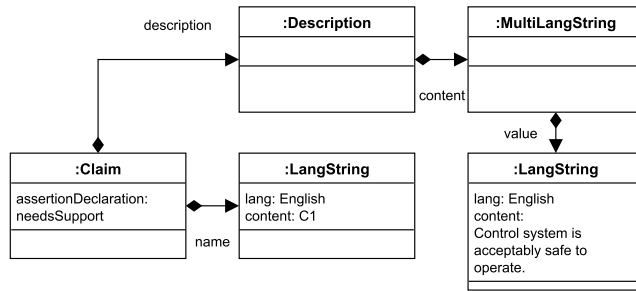 description
:Description
:MultiLangString
content
value
:Claim
assertionDeclaration:
needsSupport
name
:LangString
lang: English
content: C1
:LangString
lang: English
content:
Control system is
acceptably safe to
operate.